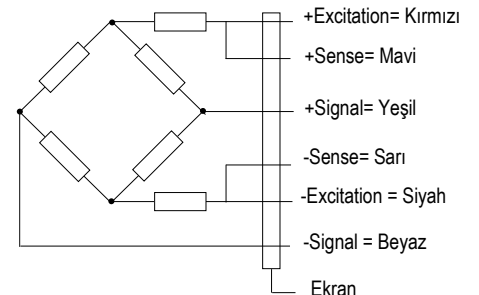 +Excitation= Kırmızı
+Sense= Mavi
+Signal= Yeşil
-Sense= Sarı
-Excitation = Siyah
-Signal = Beyaz
Ekran